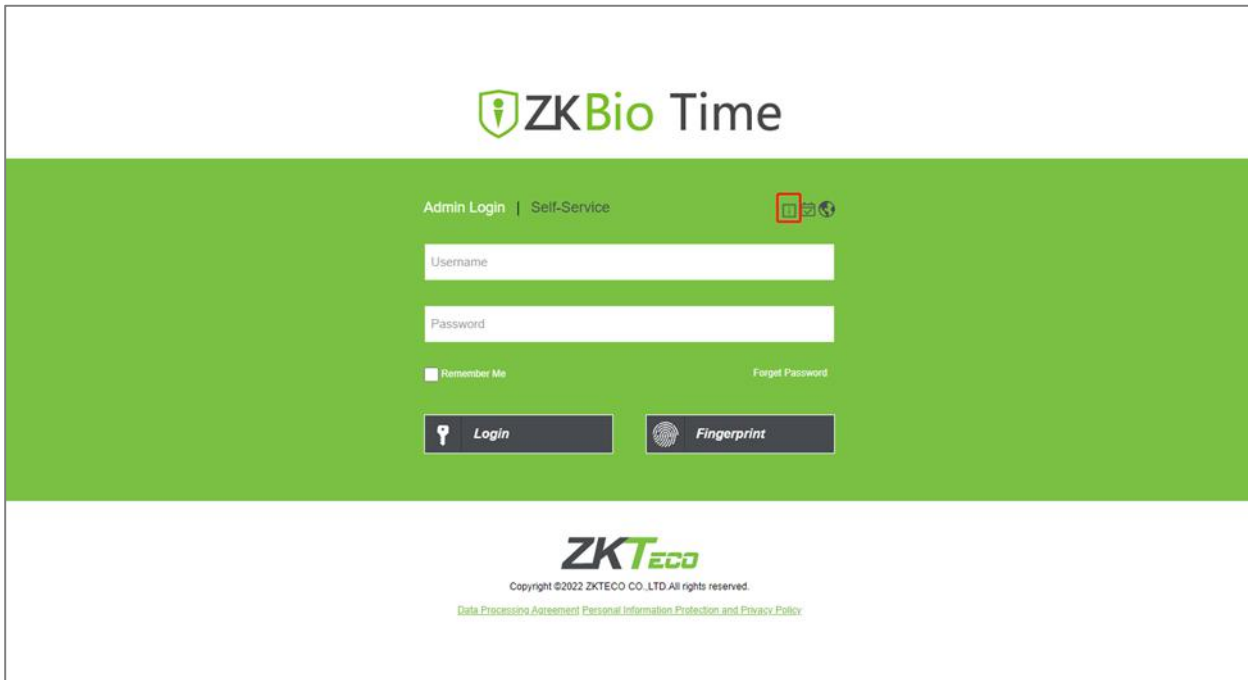 ZKBio Time
Admin Login | Self-Service
Username
Password
Remember Me
Forget Password
Login
Fingerprint
ZKTECO
Copyright ©2022 ZKTECO CO.,LTD.All rights reserved.
Data Processing Agreement Personal Information Protection and Privacy Policy